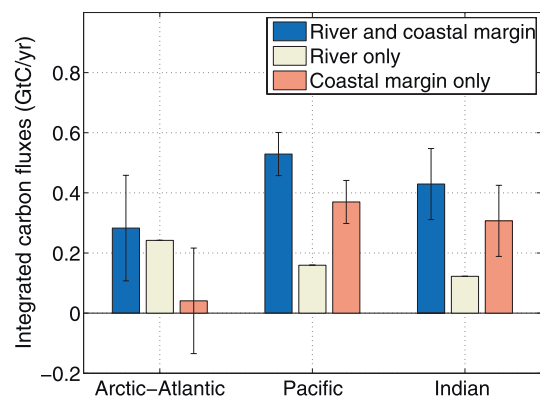 River and coastal margin
River only
Coastal margin only
Integrated carbon fluxes (GtC/yr)
0.8
0.6
0.4
0.2
0
−0.2
Arctic−Atlantic
Pacific
Indian